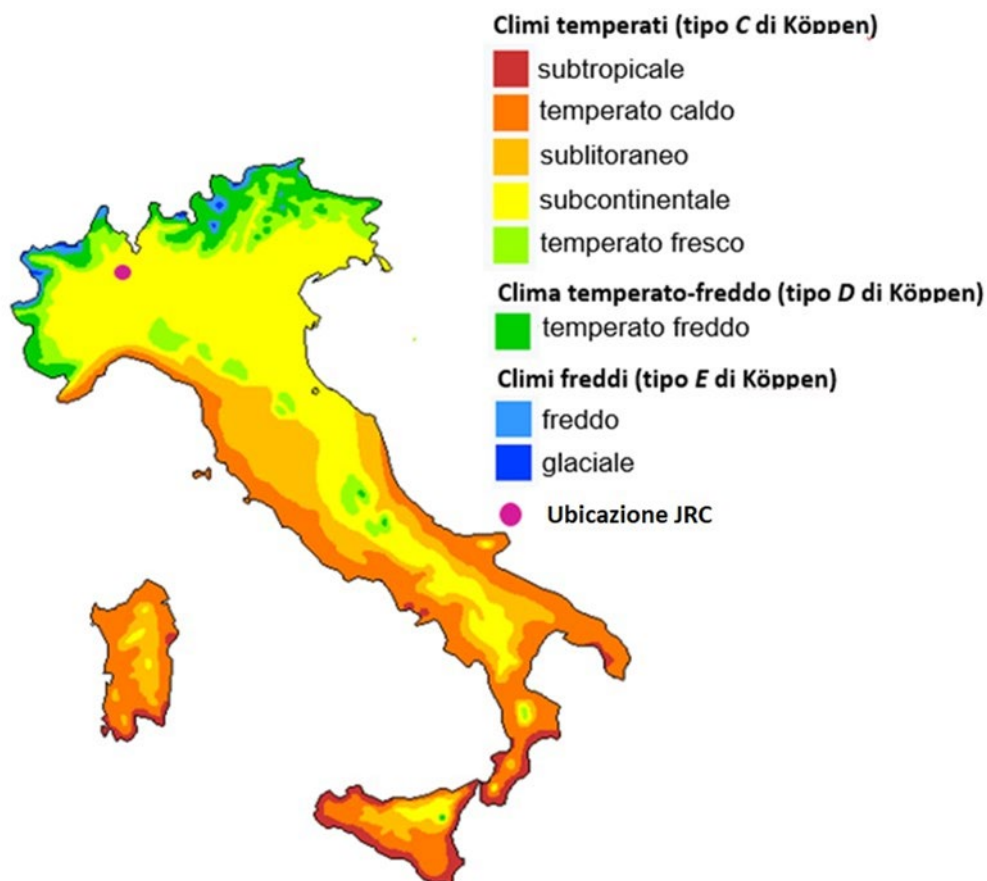 Climi temperati (tipo C di Köppen)
subtropicale
temperato caldo
sublitoraneo
subcontinentale
temperato fresco
Clima temperato-freddo (tipo D di Köppen)
temperato freddo
Climi freddi (tipo E di Köppen)
freddo
glaciale
Ubicazione JRC